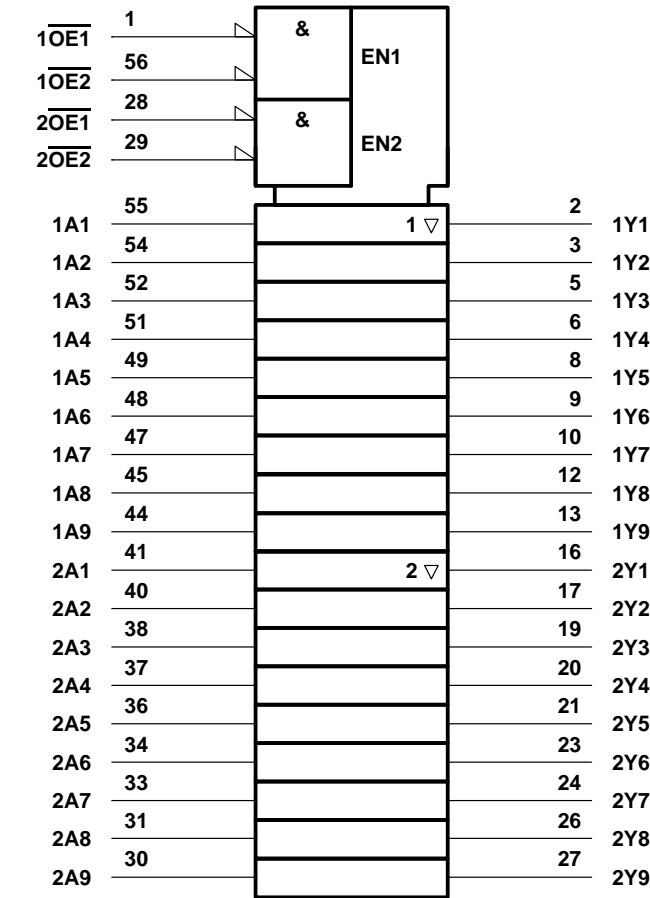 1OE1 1 & EN1
1OE2 56
2OE1 28 & EN2
2OE2 29
1A1 55 1 ▽ 2 1Y1
1A2 54 3 1Y2
1A3 52 5 1Y3
1A4 51 6 1Y4
1A5 49 8 1Y5
1A6 48 9 1Y6
1A7 47 10 1Y7
1A8 45 12 1Y8
1A9 44 13 1Y9
2A1 41 2 ▽ 16 2Y1
2A2 40 17 2Y2
2A3 38 19 2Y3
2A4 37 20 2Y4
2A5 36 21 2Y5
2A6 34 23 2Y6
2A7 33 24 2Y7
2A8 31 26 2Y8
2A9 30 27 2Y9